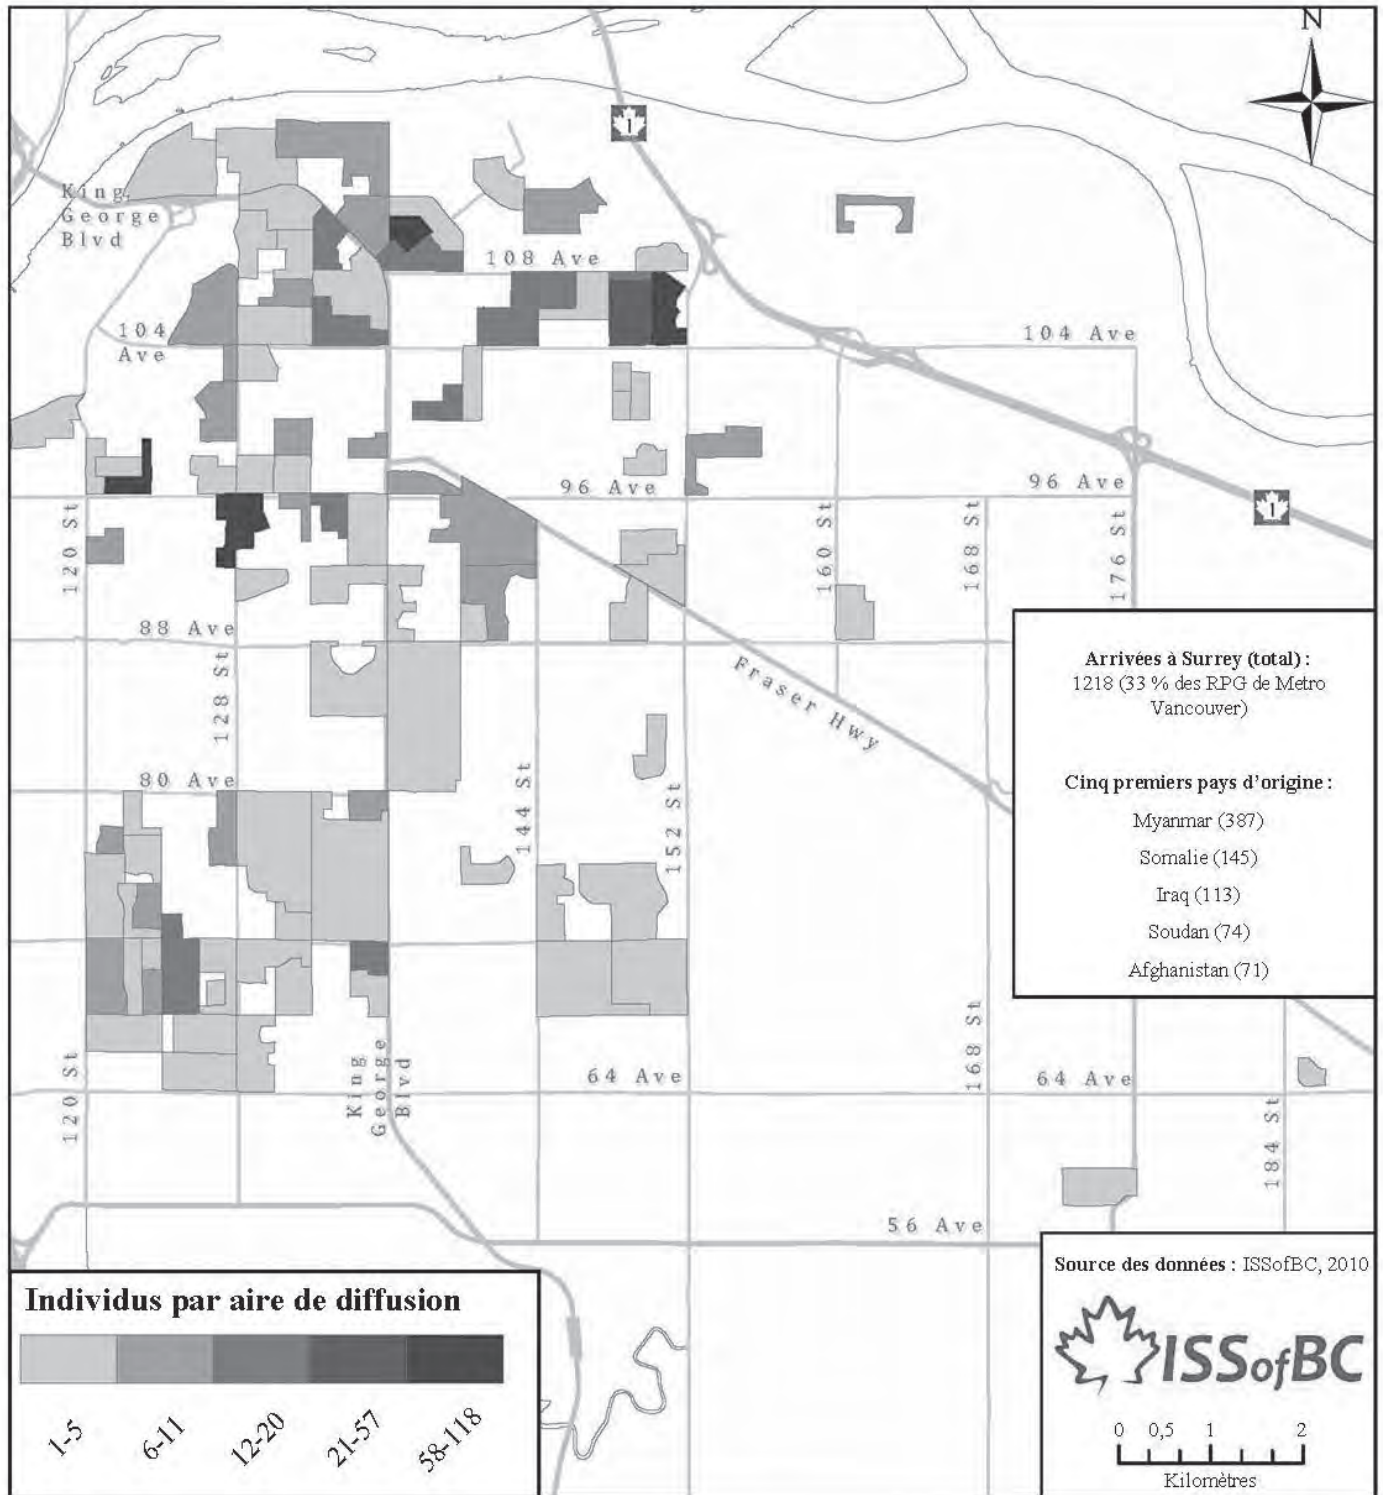 N
1
King
George
Blvd
108 Ave
104
Ave
104 Ave
96 Ave
96 Ave
120 St
160 St
168 St
176 St
1
88 Ave
128 St
Fraser Hwy
80 Ave
144 St
152 St
Arrivées à Surrey (total) :
1218 (33 % des RPG de Metro
Vancouver)
Cinq premiers pays d'origine :
Myanmar (387)
Somalie (145)
Iraq (113)
Soudan (74)
Afghanistan (71)
168 St
120 St
King
George
Blvd
64 Ave
64 Ave
184 St
56 Ave
Individus par aire de diffusion
1-5
6-11
12-20
21-57
58-118
Source des données : ISSofBC, 2010
ISSofBC
0 0,5 1 2
Kilomètres